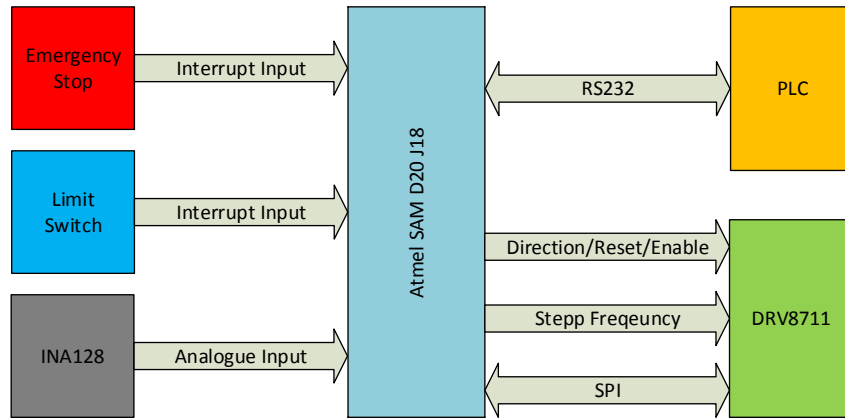 Emergency
Stop
Interrupt Input
Limit
Switch
Interrupt Input
INA128
Analogue Input
Atmel SAM D20 J18
RS232
PLC
Direction/Reset/Enable
Stepp Freqeuncy
SPI
DRV8711